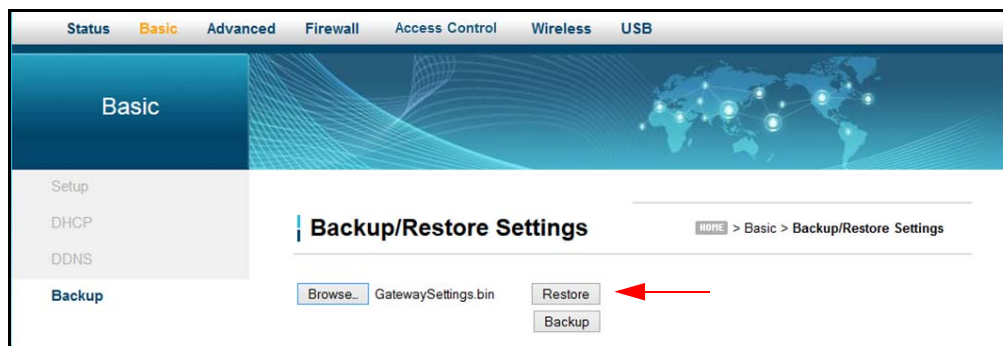 Status Basic Advanced Firewall Access Control Wireless USB
Basic
Setup
DHCP
DDNS
Backup
Backup/Restore Settings
HOME > Basic > Backup/Restore Settings
Browse... GatewaySettings.bin Restore
Backup